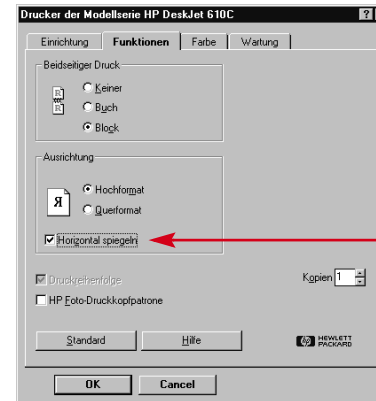 Drucker der Modellserie HP DeskJet 610C
Einrichtung Funktionen Farbe Wartung
Beidseitiger Druck
Keiner
Buch
Block
Ausrichtung
Hochformat
Querformat
Horizontal spiegeln
Druckreihenfolge
Kopien 1
HP Foto-Druckkopfpatrone
Standard Hilfe
HEWLETT
PACKARD
OK Cancel